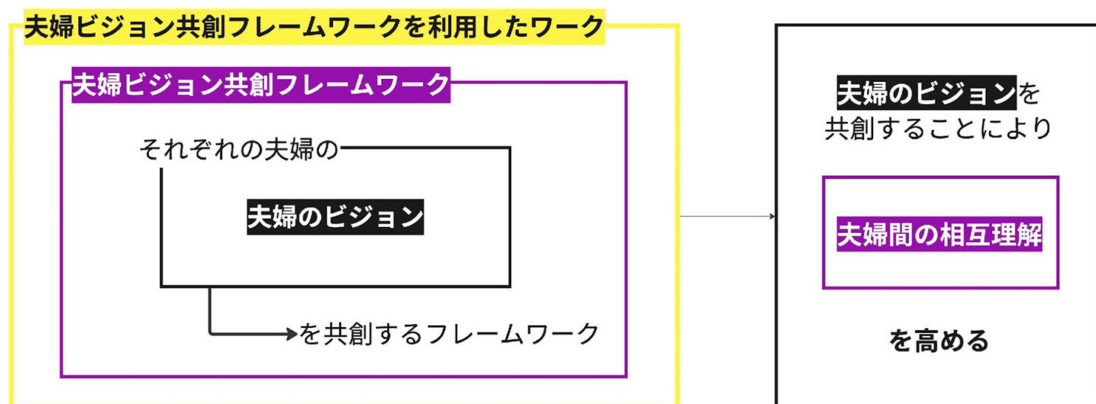 夫婦ビジョン共創フレームワークを利用したワーク
夫婦ビジョン共創フレームワーク
それぞれの夫婦の
夫婦のビジョン
を共創するフレームワーク
夫婦のビジョンを
共創することにより
夫婦間の相互理解
を高める